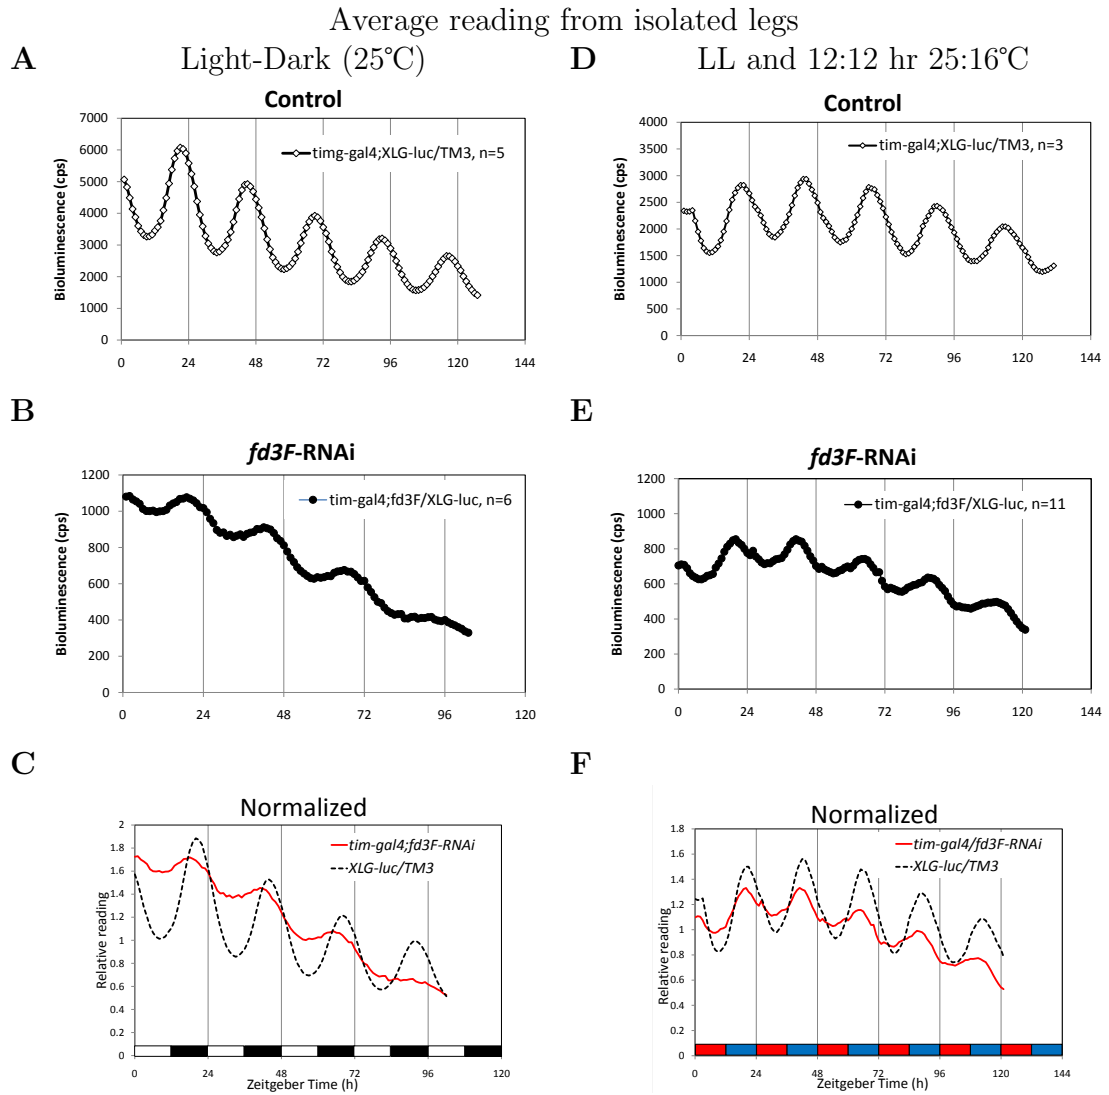 Average reading from isolated legs
A Light-Dark (25℃)
Control
Bioluminescence (cps)
7000
6000
5000
4000
3000
2000
1000
0
timg-gal4;XLG-luc/TM3, n=5
0 24 48 72 96 120 144
D LL and 12:12 hr 25:16℃
Control
Bioluminescence (cps)
4000
3500
3000
2500
2000
1500
1000
500
0
tim-gal4;XLG-luc/TM3, n=3
0 24 48 72 96 120 144
B
fd3F-RNAi
Bioluminescence (cps)
1200
1000
800
600
400
200
0
tim-gal4;fd3F/XLG-luc, n=6
0 24 48 72 96 120
E
fd3F-RNAi
Bioluminescence (cps)
1200
1000
800
600
400
200
0
tim-gal4;fd3F/XLG-luc, n=11
0 24 48 72 96 120 144
C
Normalized
Relative reading
2
1.8
1.6
1.4
1.2
1
0.8
0.6
0.4
0.2
0
tim-gal4;fd3F-RNAi
XLG-luc/TM3
0 24 48 72 96 120
Zeitgeber Time (h)
F
Normalized
Relative reading
1.8
1.6
1.4
1.2
1
0.8
0.6
0.4
0.2
0
tim-gal4/fd3F-RNAi
XLG-luc/TM3
0 24 48 72 96 120 144
Zeitgeber Time (h)